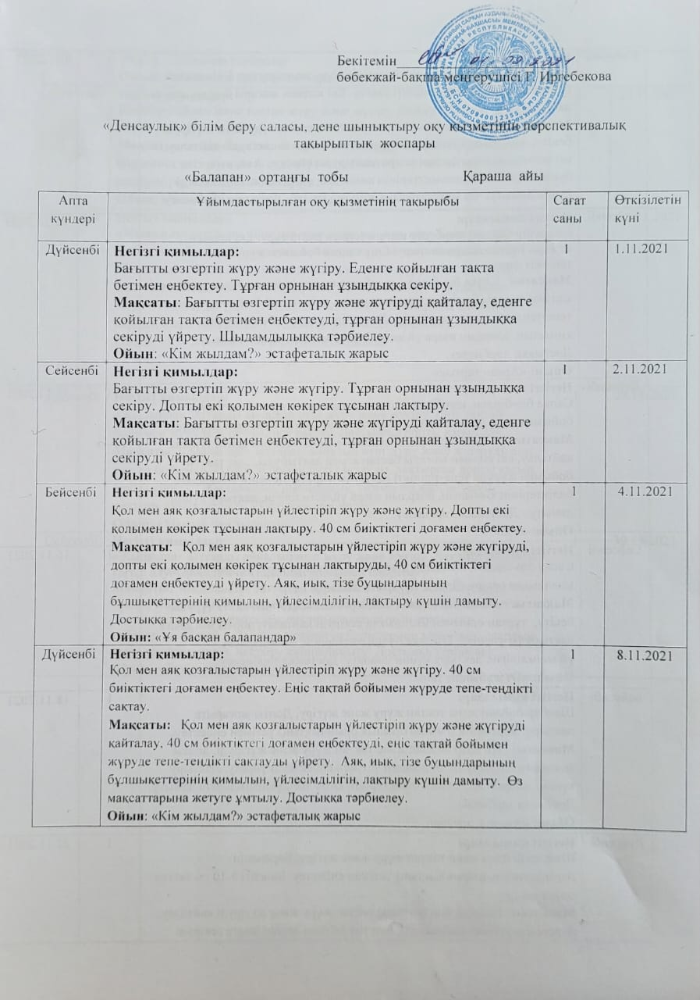 Бекітемін
04 09 2021
бөбекжай-бақша меңгерушісі Г. Иргебекова
«Денсаулық» білім беру саласы, дене шынықтыру оқу қызметінің перспективалық
тақырыптық жоспары
«Балапан» ортаңғы тобы Қараша айы
Апта күндері
Ұйымдастырылған оқу қызметінің тақырыбы
Сағат саны
Өткізілетін күні
Дүйсенбі
Негізгі қимылдар:
Бағытты өзгертіп жүру және жүгіру. Еденге қойылған тақта
бетімен еңбектеу. Тұрған орнынан ұзындыққа секіру.
Мақсаты: Бағытты өзгертіп жүру және жүгіруді қайталау, еденге
қойылған тақта бетімен еңбектеуді, тұрған орнынан ұзындыққа
секіруді үйрету. Шыдамдылыққа тәрбиелеу.
Ойын: «Кім жылдам?» эстафеталық жарыс
1
1.11.2021
Сейсенбі
Негізгі қимылдар:
Бағытты өзгертіп жүру және жүгіру. Тұрған орнынан ұзындыққа
секіру. Допты екі қолымен көкірек тұсынан лақтыру.
Мақсаты: Бағытты өзгертіп жүру және жүгіруді қайталау, еденге
қойылған тақта бетімен еңбектеуді, тұрған орнынан ұзындыққа
секіруді үйрету.
Ойын: «Кім жылдам?» эстафеталық жарыс
1
2.11.2021
Бейсенбі
Негізгі қимылдар:
Қол мен аяқ қозғалыстарын үйлестіріп жүру және жүгіру. Допты екі
қолымен көкірек тұсынан лақтыру. 40 см биіктіктегі доғамен еңбектеу.
Мақсаты: Қол мен аяқ қозғалыстарын үйлестіріп жүру және жүгіруді,
допты екі қолымен көкірек тұсынан лақтыруды, 40 см биіктіктегі
доғамен еңбектеуді үйрету. Аяқ, иық, тізе буцындарының
бұлшықеттерінің қимылын, үйлесімділігін, лақтыру күшін дамыту.
Достыққа тәрбиелеу.
Ойын: «Ұя басқан балапандар»
1
4.11.2021
Дүйсенбі
Негізгі қимылдар:
Қол мен аяқ қозғалыстарын үйлестіріп жүру және жүгіру. 40 см
биіктіктегі доғамен еңбектеу. Еңіс тақтай бойымен жүруде тепе-теңдікті
сақтау.
Мақсаты: Қол мен аяқ қозғалыстарын үйлестіріп жүру және жүгіруді
қайталау, 40 см биіктіктегі доғамен еңбектеуді, еңіс тақтай бойымен
жүруде тепе-теңдікті сақтауды үйрету. Аяқ, иық, тізе буцындарының
бұлшықеттерінің қимылын, үйлесімділігін, лақтыру күшін дамыту. Өз
мақсаттарына жетуге ұмтылу. Достыққа тәрбиелеу.
Ойын: «Кім жылдам?» эстафеталық жарыс
1
8.11.2021